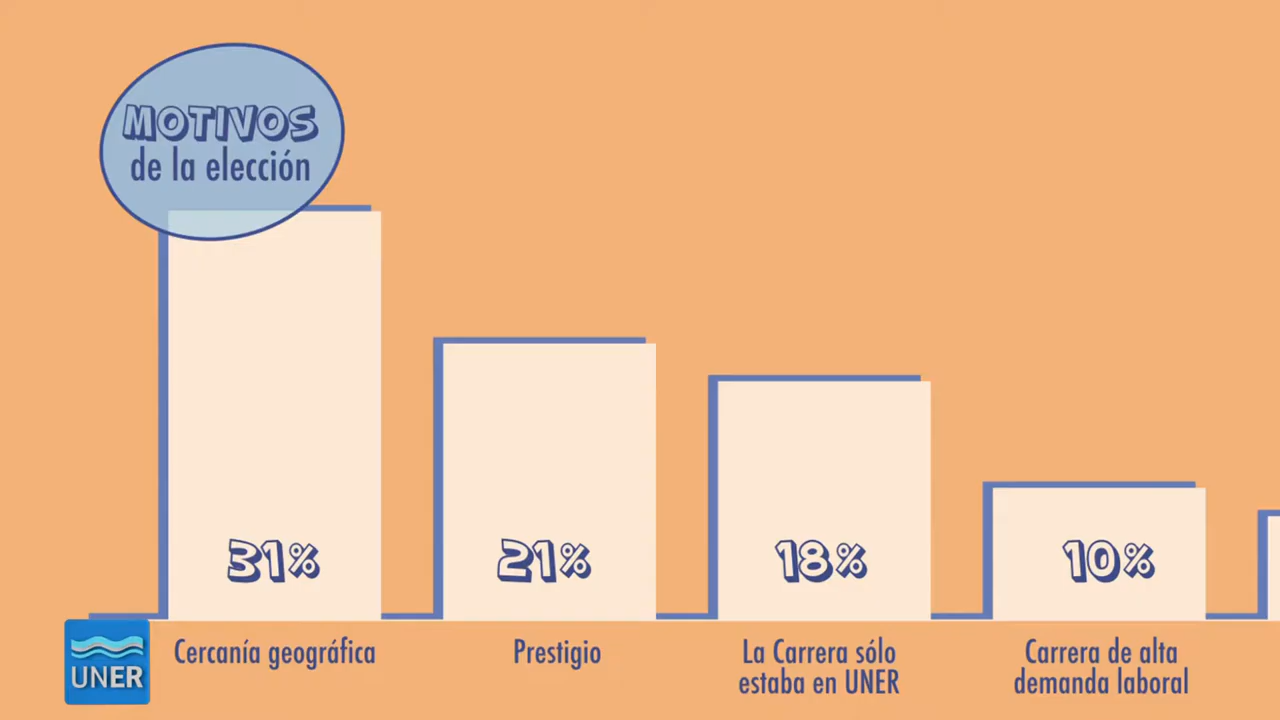 MOTIVOS
de la elección
31%
21%
18%
10%
Cercanía geográfica
Prestigio
La Carrera sólo
estaba en UNER
Carrera de alta
demanda laboral
UNER